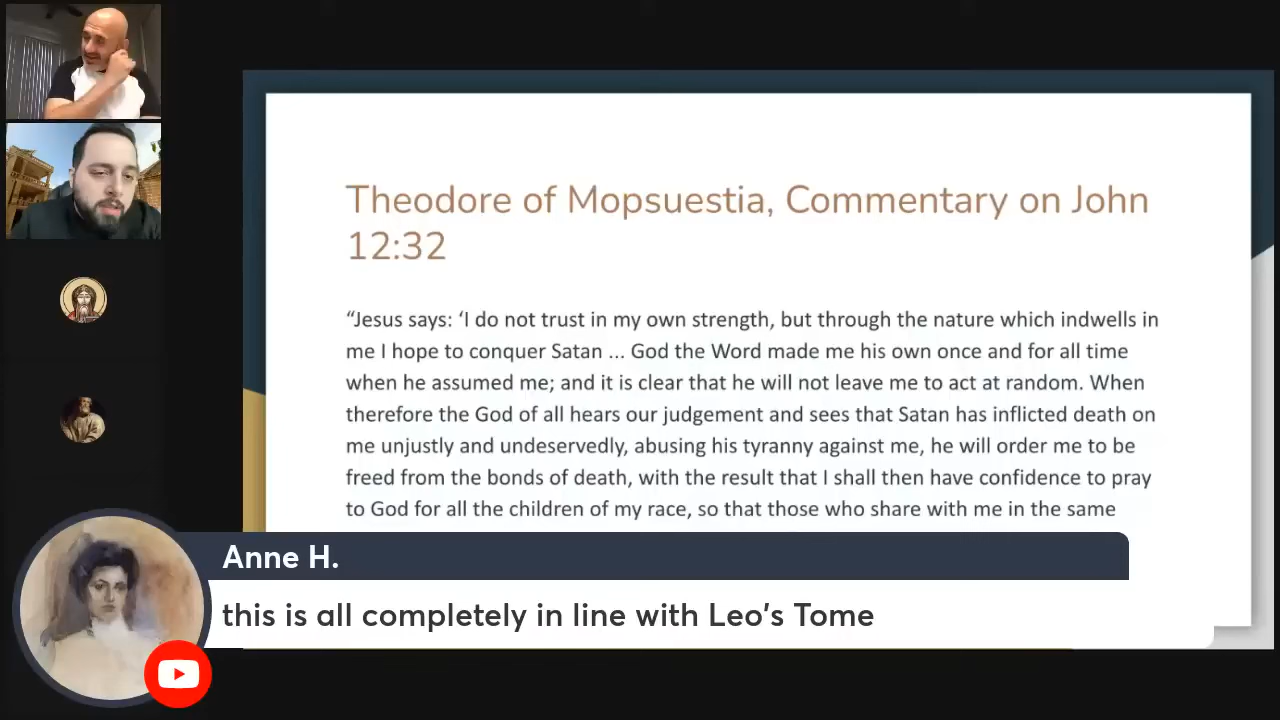 Theodore of Mopsuestia, Commentary on John
12:32
“Jesus says: ‘I do not trust in my own strength, but through the nature which indwells in
me I hope to conquer Satan ... God the Word made me his own once and for all time
when he assumed me; and it is clear that he will not leave me to act at random. When
therefore the God of all hears our judgement and sees that Satan has inflicted death on
me unjustly and undeservedly, abusing his tyranny against me, he will order me to be
freed from the bonds of death, with the result that I shall then have confidence to pray
to God for all the children of my race, so that those who share with me in the same
Anne H.
this is all completely in line with Leo's Tome